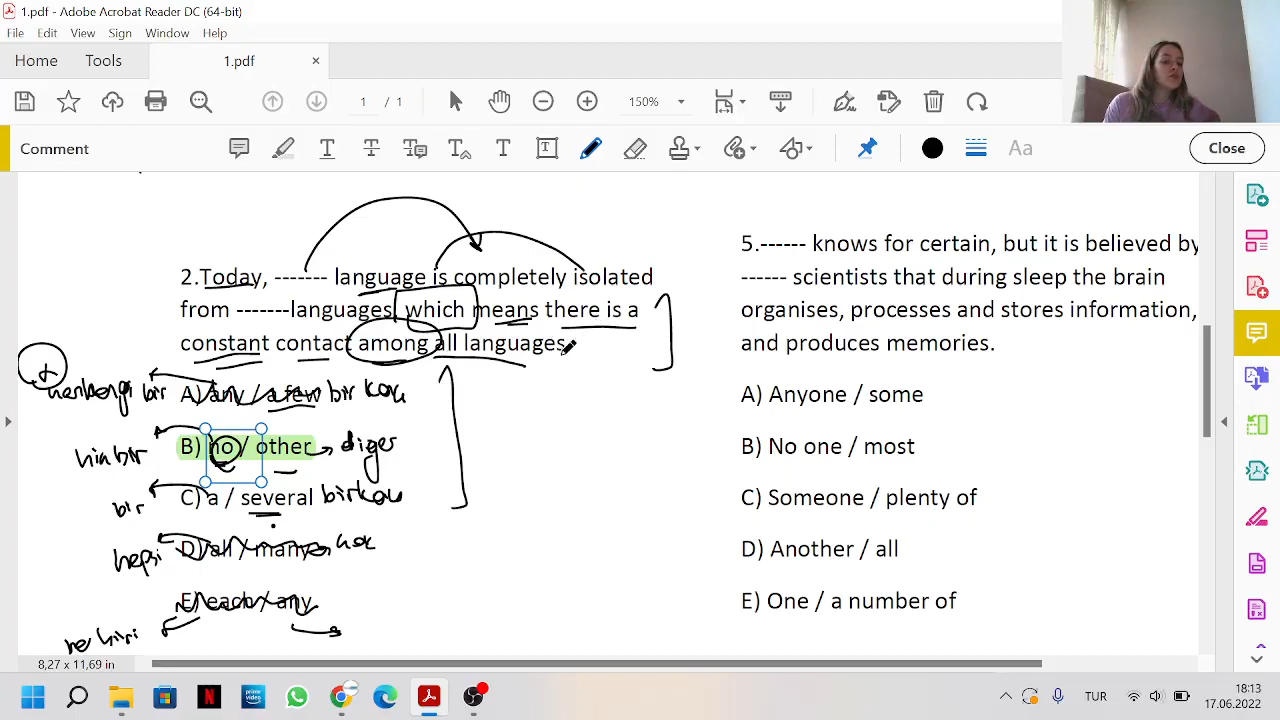 1.pdf - Adobe Acrobat Reader DC (64-bit)
File Edit View Sign Window Help
Home Tools 1.pdf ×
1 / 1 150%
Comment Aa Close
2.Today, ------- language is completely isolated
from -------languages, which means there is a
constant contact among all languages.
A) any / a few bir kaç
herhangi bir
B) no / other diğer
hiçbir
C) a / several birkaç
bir
D) all / many çok
hepsi
E) each / any
her biri
5.------ knows for certain, but it is believed by
------ scientists that during sleep the brain
organises, processes and stores information,
and produces memories.
A) Anyone / some
B) No one / most
C) Someone / plenty of
D) Another / all
E) One / a number of
8,27 x 11,69 in
prime video
TUR
18:13
17.06.2022